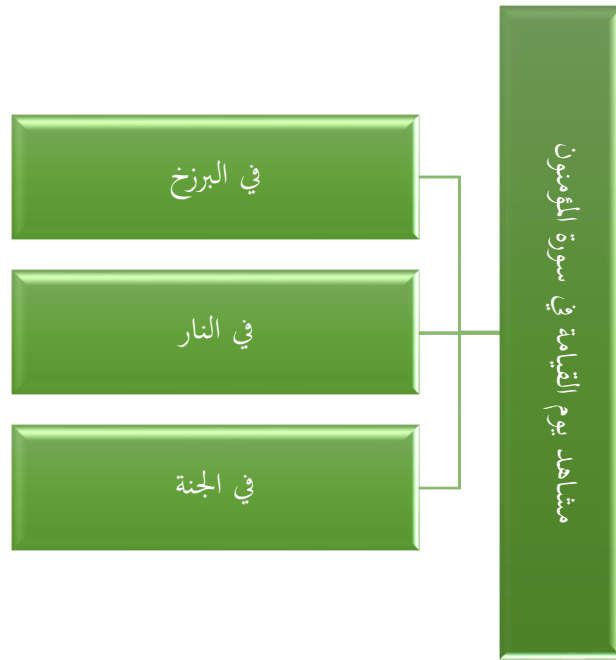 مشاهد يوم القيامة في سورة المؤمنون
في البرزخ
في النار
في الجنة